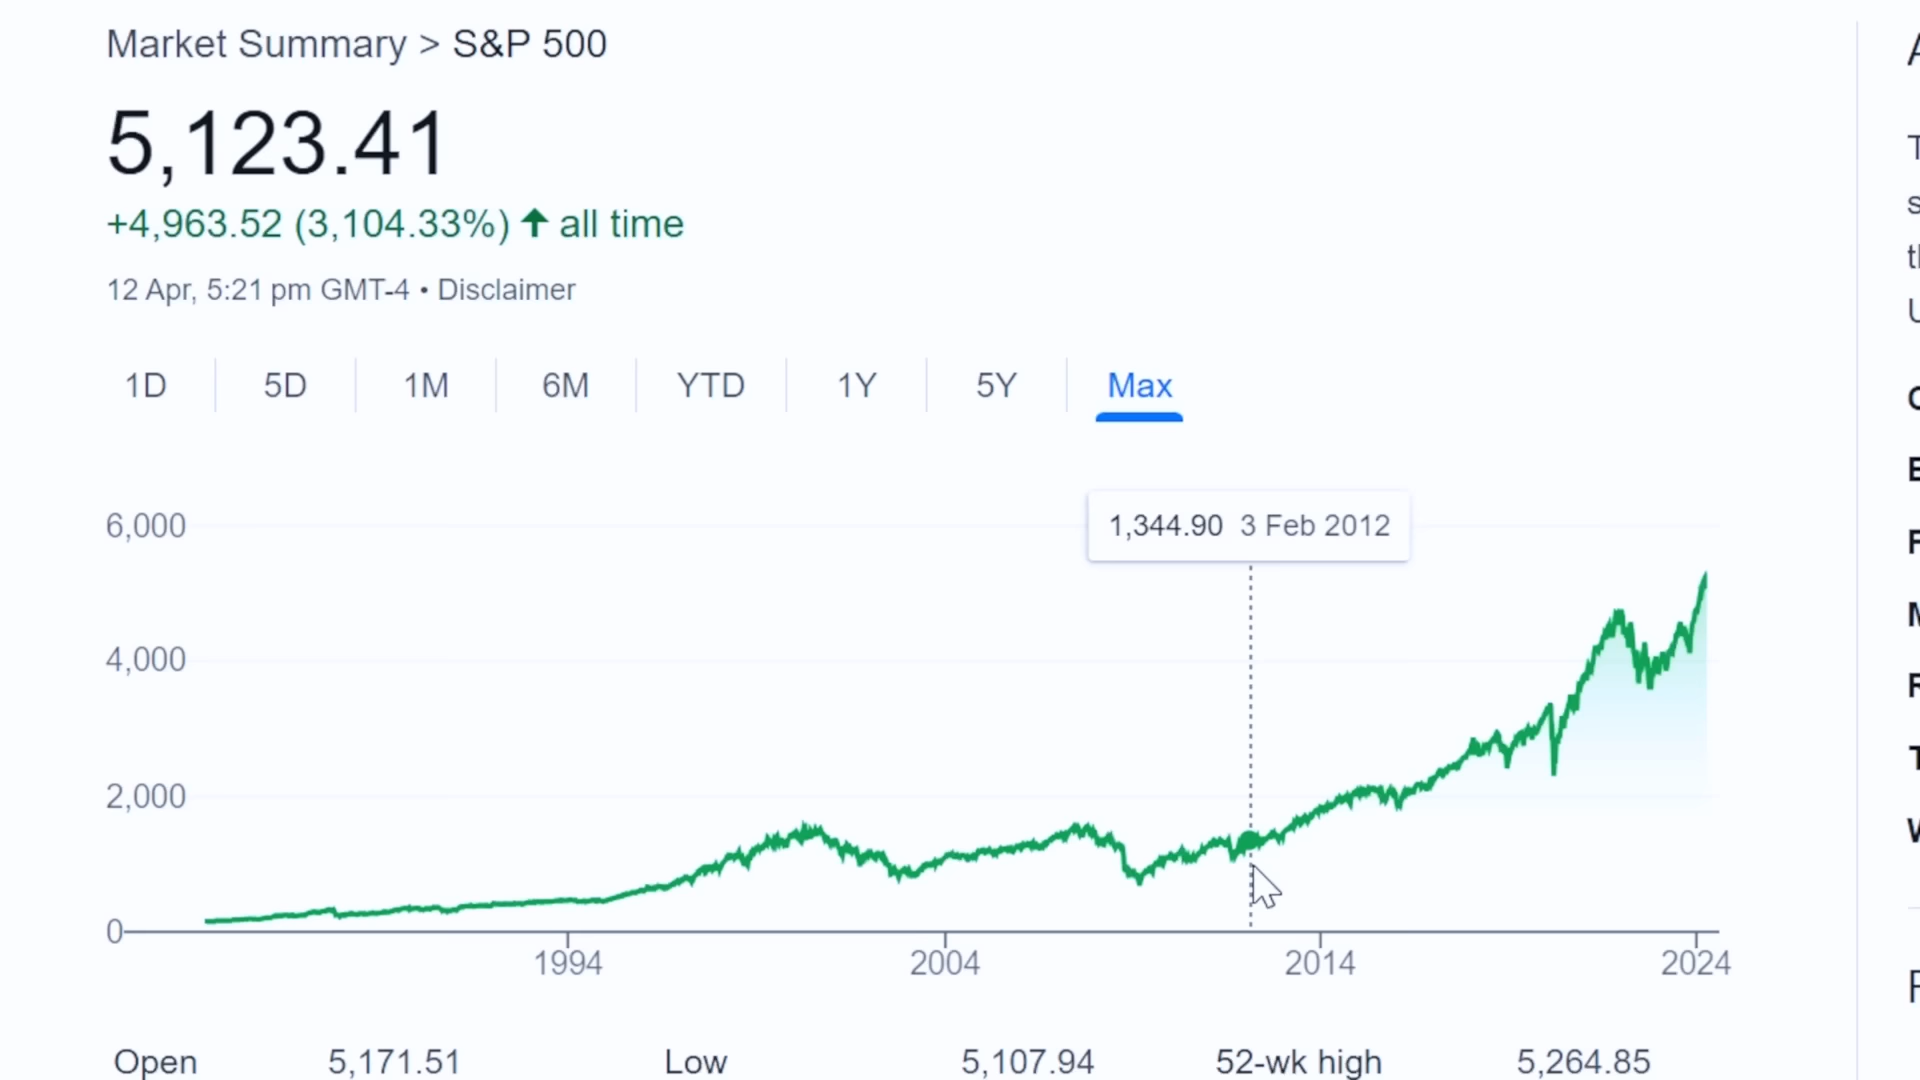 Market Summary > S&P 500
5,123.41
+4,963.52 (3,104.33%) ↑ all time
12 Apr, 5:21 pm GMT-4 • Disclaimer
1D 5D 1M 6M YTD 1Y 5Y Max
1,344.90 3 Feb 2012
6,000
4,000
2,000
0
1994 2004 2014 2024
Open 5,171.51 Low 5,107.94 52-wk high 5,264.85